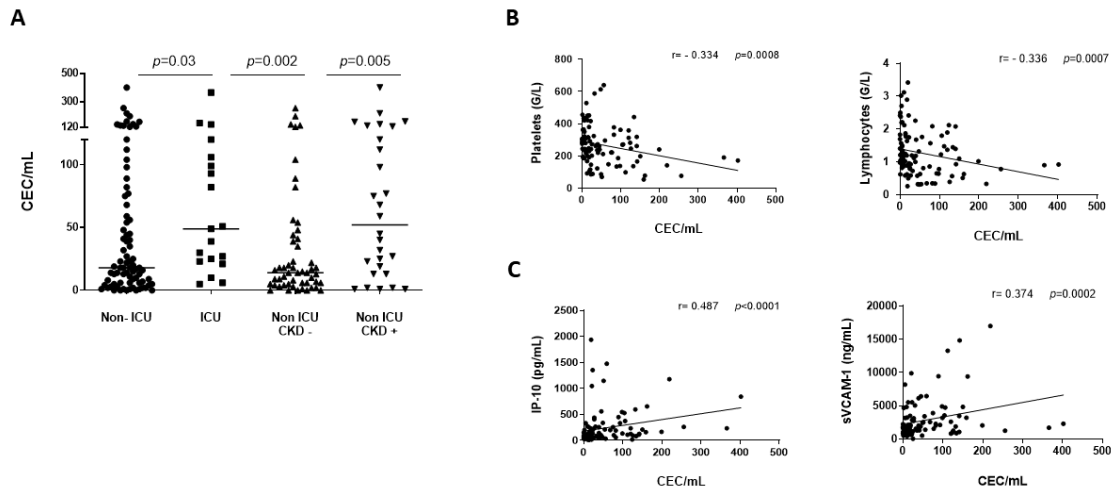 A
p=0.03
p=0.002
p=0.005
500
300
120
100
50
0
CEC/mL
Non- ICU
ICU
Non ICU
CKD -
Non ICU
CKD +
B
r= - 0.334 p=0.0008
800
600
400
200
0
Platelets (G/L)
0 100 200 300 400 500
CEC/mL
r= - 0.336 p=0.0007
4
3
2
1
0
Lymphocytes (G/L)
0 100 200 300 400 500
CEC/mL
C
r= 0.487 p<0.0001
2500
2000
1500
1000
500
0
IP-10 (pg/mL)
0 100 200 300 400 500
CEC/mL
r= 0.374 p=0.0002
20000
15000
10000
5000
0
sVCAM-1 (ng/mL)
0 100 200 300 400 500
CEC/mL